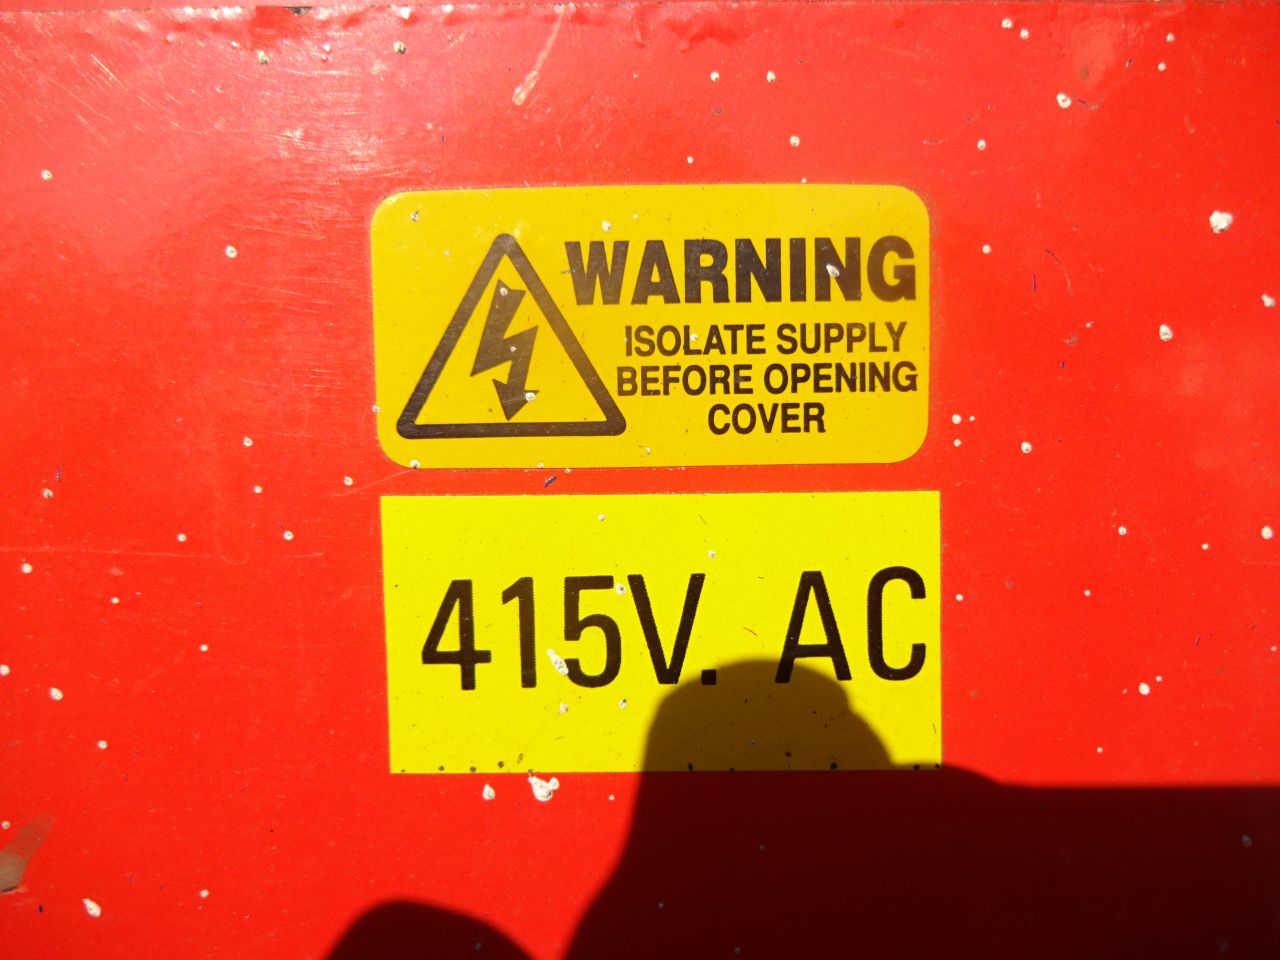 WARNING
ISOLATE SUPPLY
BEFORE OPENING
COVER
415V. AC